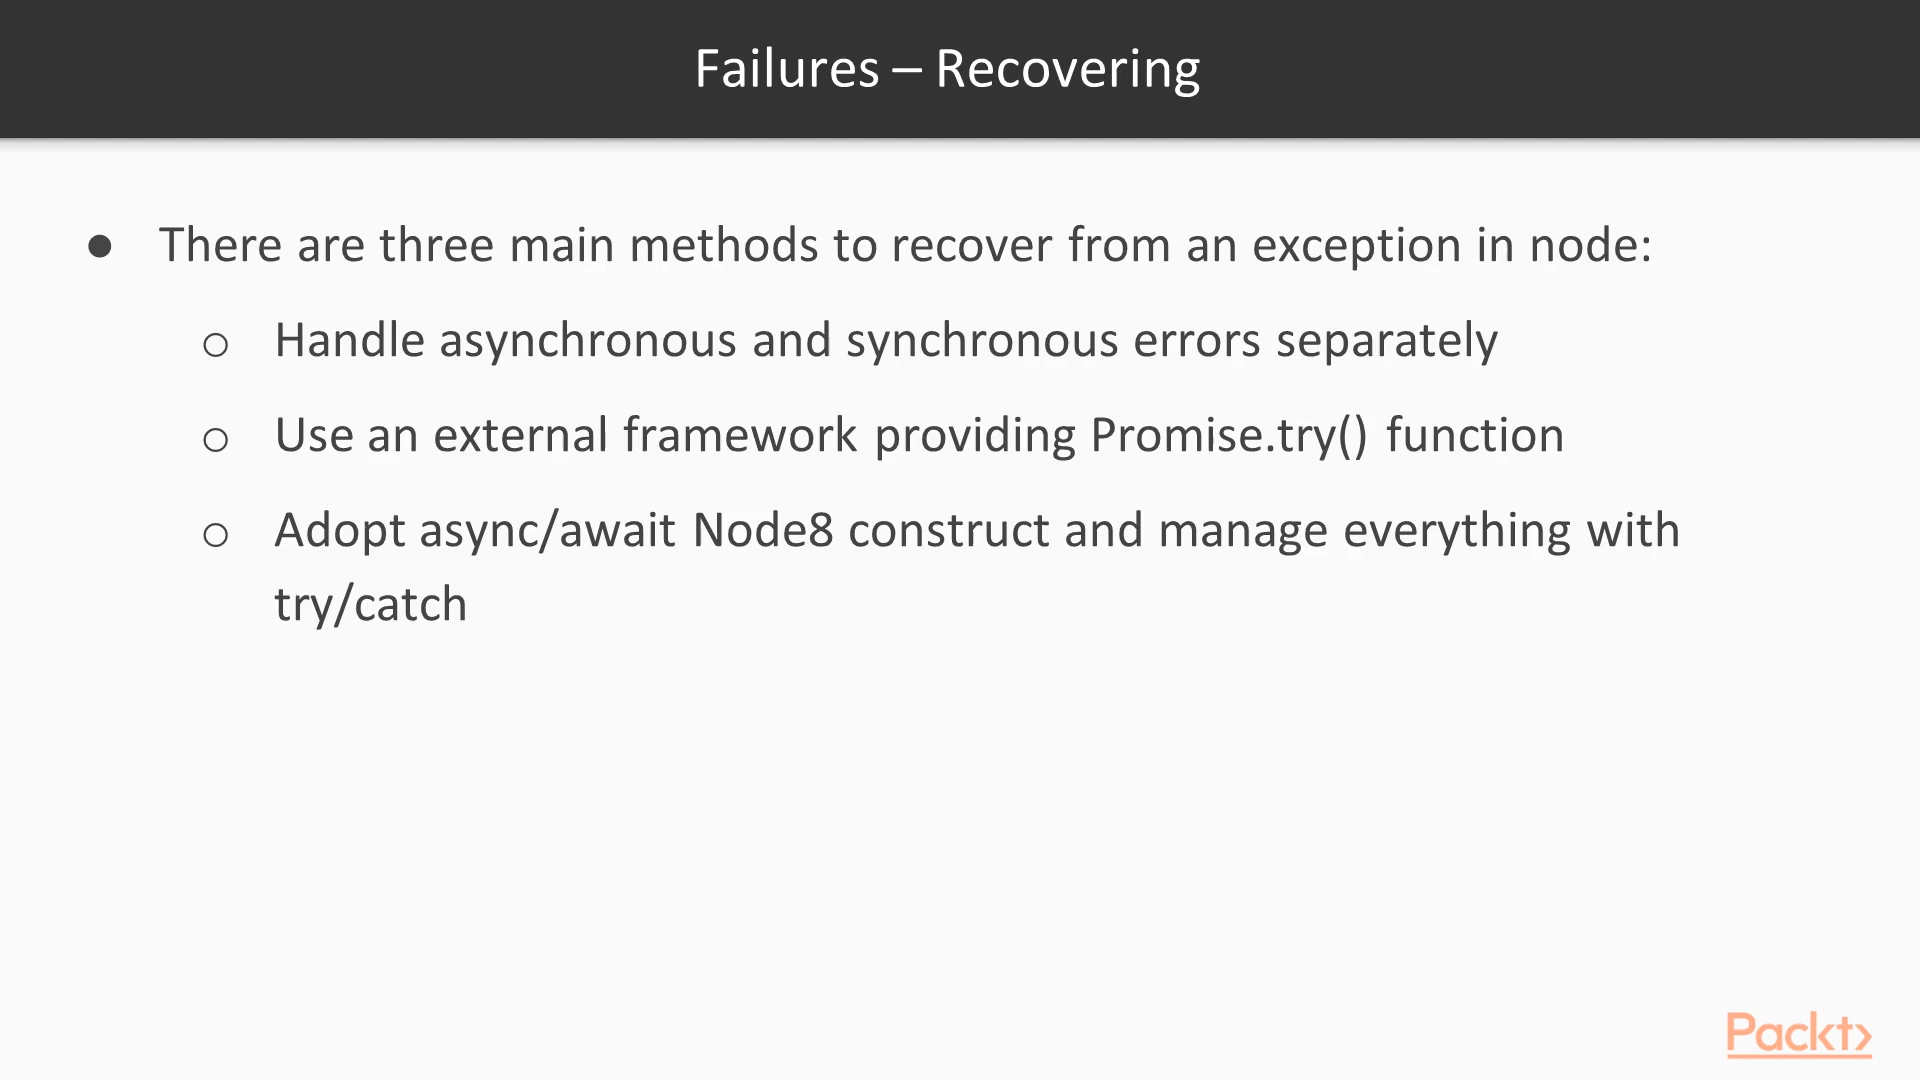 Failures – Recovering
● There are three main methods to recover from an exception in node:
○ Handle asynchronous and synchronous errors separately
○ Use an external framework providing Promise.try() function
○ Adopt async/await Node8 construct and manage everything with
try/catch
Packt>